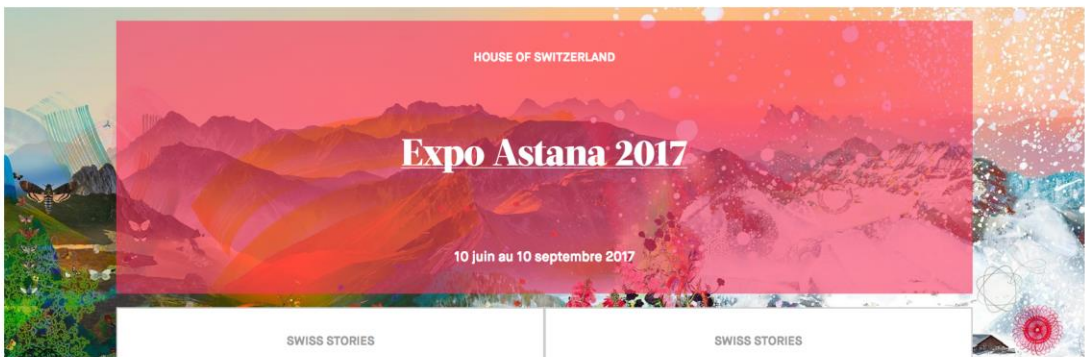 HOUSE OF SWITZERLAND
Expo Astana 2017
10 juin au 10 septembre 2017
SWISS STORIES
SWISS STORIES